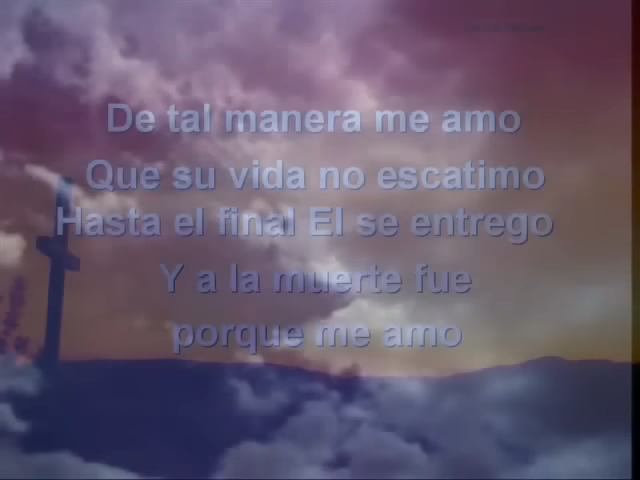 De tal manera me amo
Que su vida no escatimo
Hasta el final El se entrego
Y a la muerte fue
porque me amo